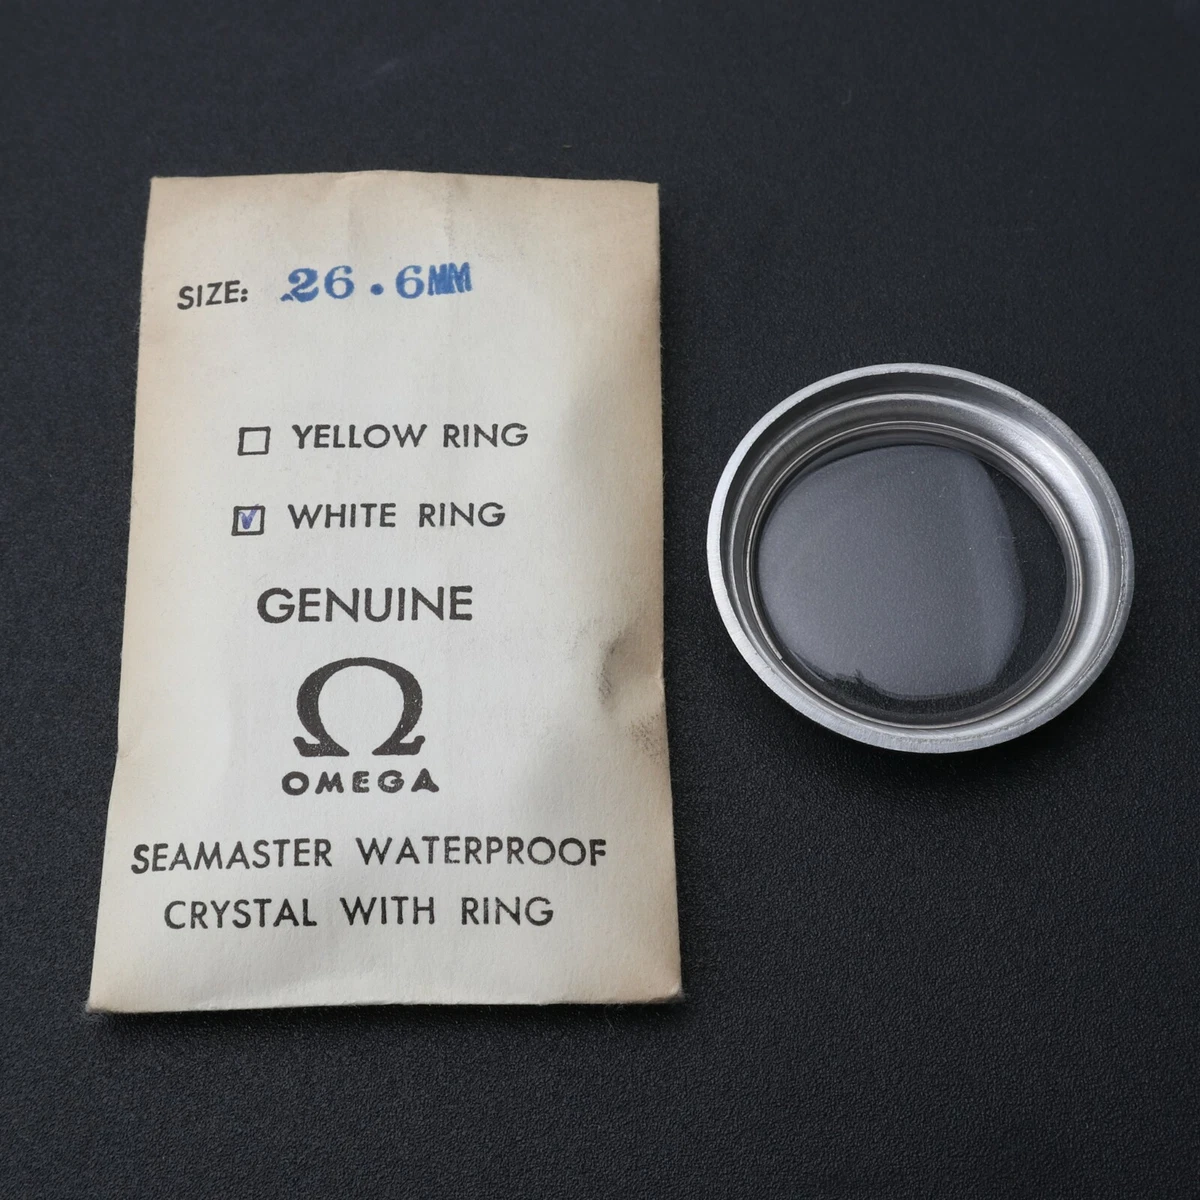 SIZE: 26.6MM
YELLOW RING
WHITE RING
GENUINE
Ω
OMEGA
SEAMASTER WATERPROOF
CRYSTAL WITH RING